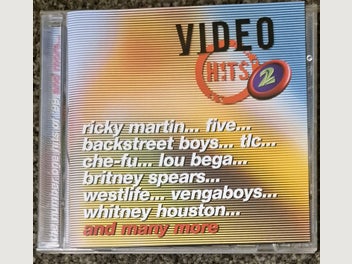 VIDEO
HITS 2
ricky martin... five...
backstreet boys... tlc...
che-fu... lou bega...
britney spears...
westlife... vengaboys...
whitney houston...
and many more